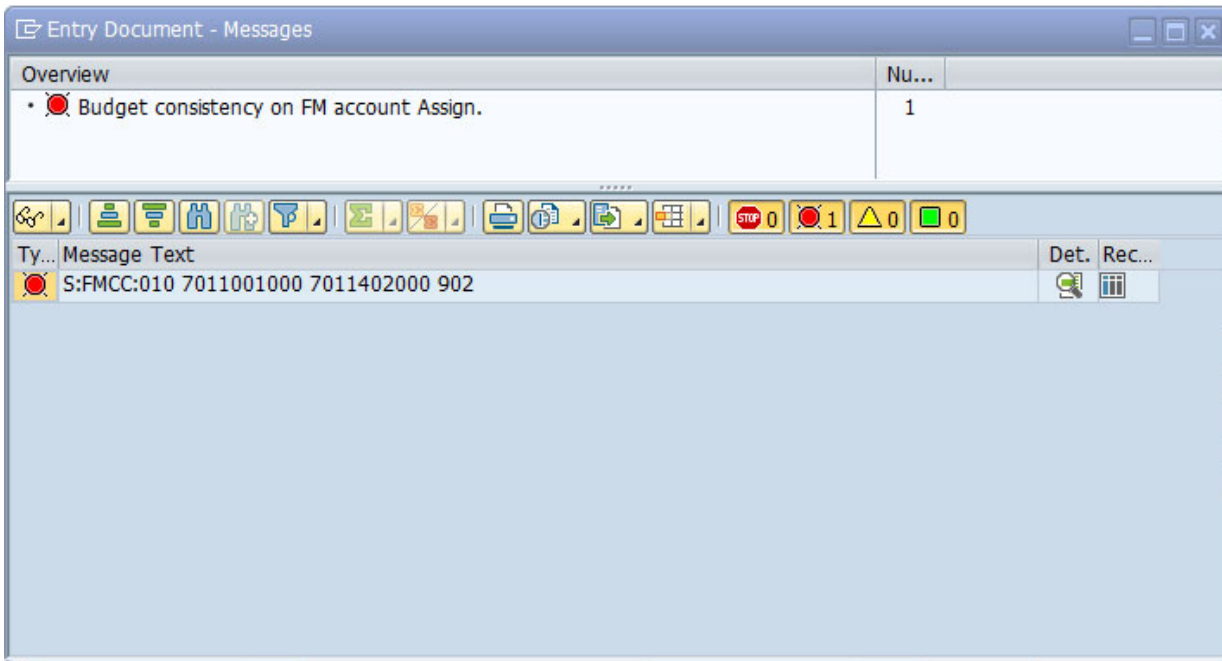 Entry Document - Messages
Overview Nu...
• Budget consistency on FM account Assign. 1
STOP 0 1 0 0
Ty... Message Text Det. Rec...
S:FMCC:010 7011001000 7011402000 902